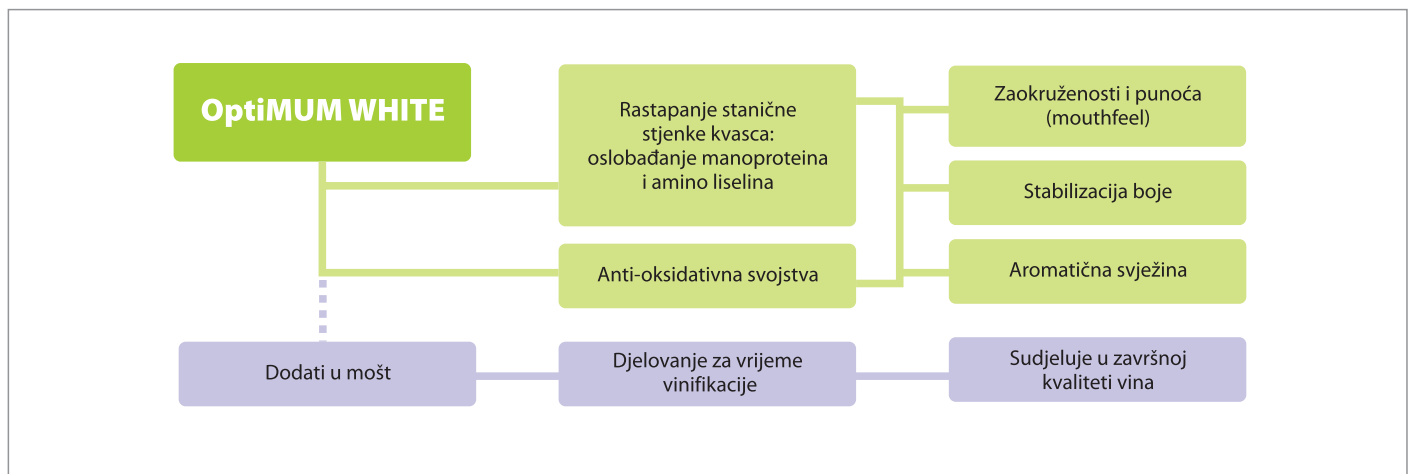 OptiMUM WHITE
Rastapanje stanične
stjenke kvasca:
oslobađanje manoproteina
i amino liselina
Anti-oksidativna svojstva
Zaokruženosti i punoća
(mouthfeel)
Stabilizacija boje
Aromatična svježina
Dodati u mošt
Djelovanje za vrijeme
vinifikacije
Sudjeluje u završnoj
kvaliteti vina